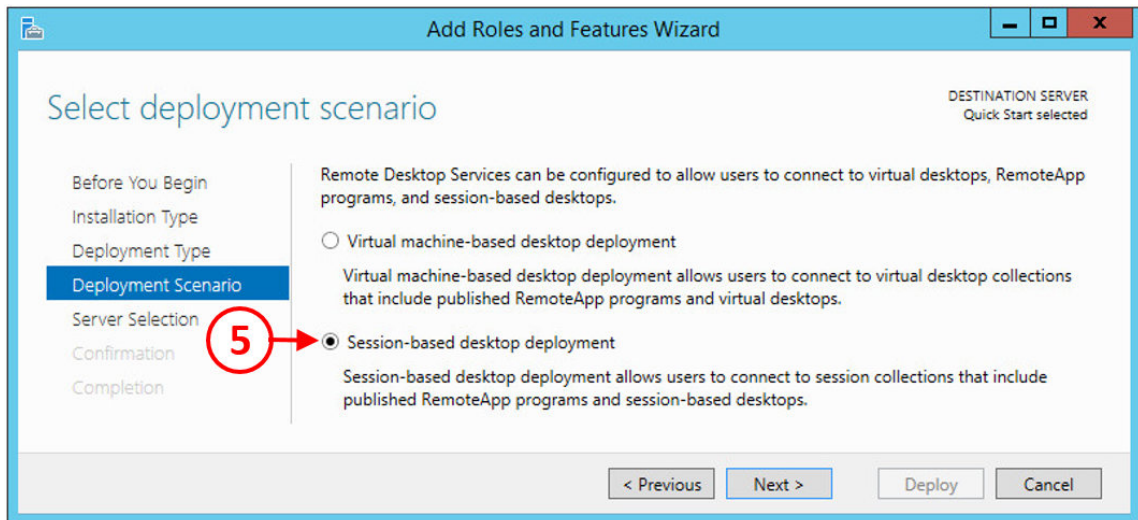 Add Roles and Features Wizard
Select deployment scenario
DESTINATION SERVER
Quick Start selected
Before You Begin
Installation Type
Deployment Type
Deployment Scenario
Server Selection
Confirmation
Completion
Remote Desktop Services can be configured to allow users to connect to virtual desktops, RemoteApp
programs, and session-based desktops.
Virtual machine-based desktop deployment
Virtual machine-based desktop deployment allows users to connect to virtual desktop collections
that include published RemoteApp programs and virtual desktops.
5
Session-based desktop deployment
Session-based desktop deployment allows users to connect to session collections that include
published RemoteApp programs and session-based desktops.
< Previous
Next >
Deploy
Cancel